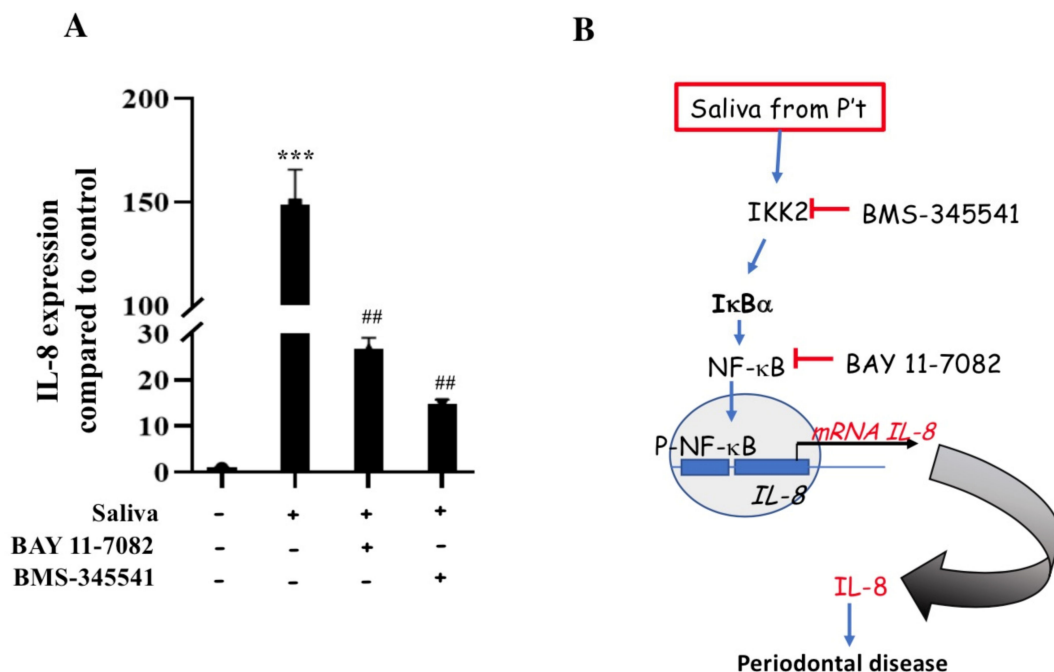 A
IL-8 expression
compared to control
200
150
100
30
20
10
0
***
##
##
Saliva - + + +
BAY 11-7082 - - + -
BMS-345541 - - - +
B
Saliva from P't
IKK2
BMS-345541
IκBα
NF-κB
BAY 11-7082
P-NF-κB
mRNA IL-8
IL-8
IL-8
Periodontal disease